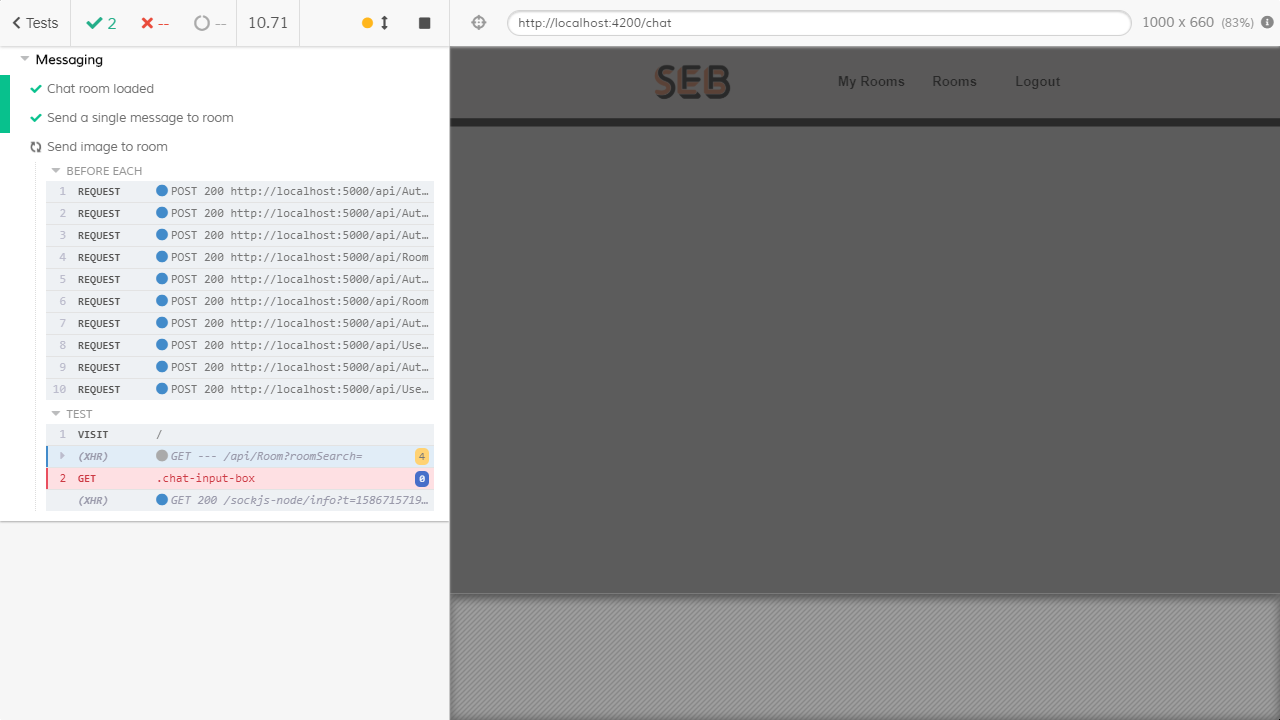 Tests 2 -- -- 10.71
http://localhost:4200/chat 1000 x 660 (83%)
Messaging
Chat room loaded
Send a single message to room
Send image to room
BEFORE EACH
1 REQUEST POST 200 http://localhost:5000/api/Aut…
2 REQUEST POST 200 http://localhost:5000/api/Aut…
3 REQUEST POST 200 http://localhost:5000/api/Aut…
4 REQUEST POST 200 http://localhost:5000/api/Room
5 REQUEST POST 200 http://localhost:5000/api/Aut…
6 REQUEST POST 200 http://localhost:5000/api/Room
7 REQUEST POST 200 http://localhost:5000/api/Aut…
8 REQUEST POST 200 http://localhost:5000/api/Use…
9 REQUEST POST 200 http://localhost:5000/api/Aut…
10 REQUEST POST 200 http://localhost:5000/api/Use…
TEST
1 VISIT /
(XHR) GET --- /api/Room?roomSearch= 4
2 GET .chat-input-box 0
(XHR) GET 200 /sockjs-node/info?t=1586715719…
SEB My Rooms Rooms Logout